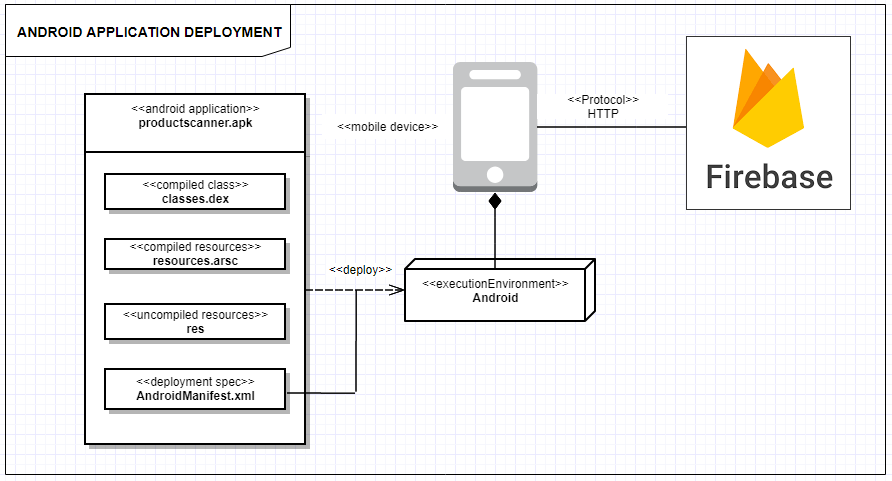 ANDROID APPLICATION DEPLOYMENT
<<android application>>
productscanner.apk
<<compiled class>>
classes.dex
<<compiled resources>>
resources.arsc
<<uncompiled resources>>
res
<<deployment spec>>
AndroidManifest.xml
<<mobile device>>
<<deploy>>
<<executionEnvironment>>
Android
<<Protocol>>
HTTP
Firebase